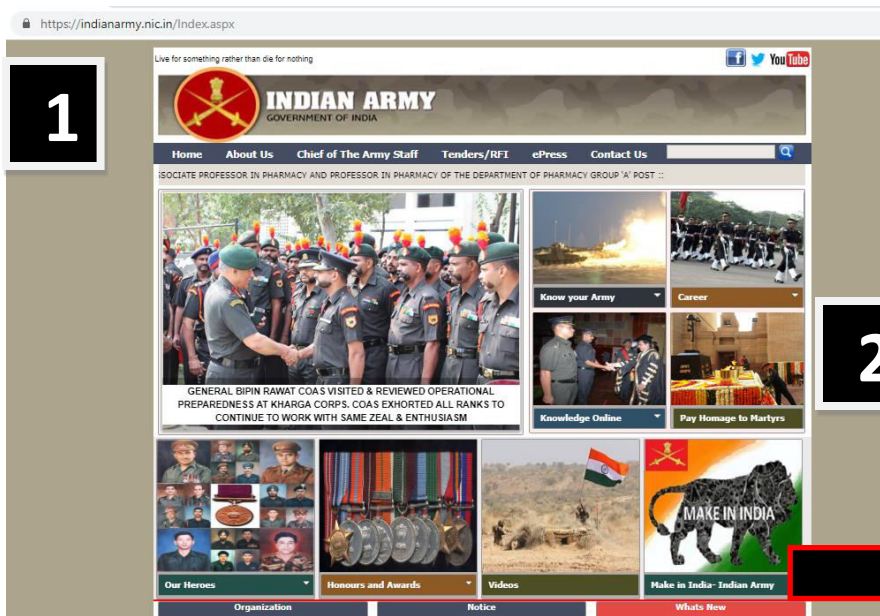 https://indianarmy.nic.in/Index.aspx
Live for something rather than die for nothing
f You Tube
1
INDIAN ARMY
GOVERNMENT OF INDIA
Home About Us Chief of The Army Staff Tenders/RFI ePress Contact Us
SOCIATE PROFESSOR IN PHARMACY AND PROFESSOR IN PHARMACY OF THE DEPARTMENT OF PHARMACY GROUP 'A' POST ::
Know your Army Career
2
GENERAL BIPIN RAWAT COAS VISITED & REVIEWED OPERATIONAL
PREPAREDNESS AT KHARGA CORPS. COAS EXHORTED ALL RANKS TO
CONTINUE TO WORK WITH SAME ZEAL & ENTHUSIASM
Knowledge Online Pay Homage to Martyrs
MAKE IN INDIA
Our Heroes Honours and Awards Videos Make in India- Indian Army
Organization Notice Whats New